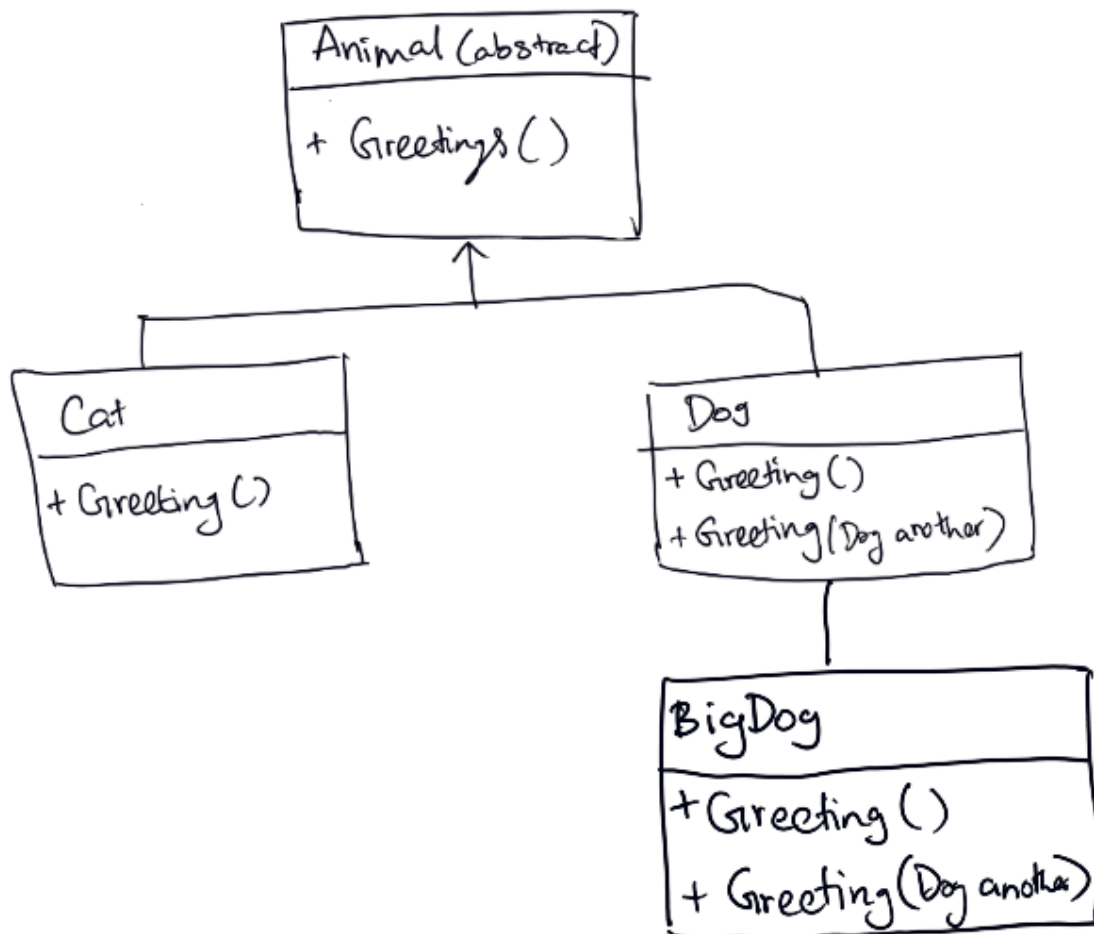 Animal (abstract)
+ Greetings ( )
Cat
+ Greeting ( )
Dog
+ Greeting ( )
+ Greeting (Dog another)
BigDog
+ Greeting ( )
+ Greeting (Dog another)